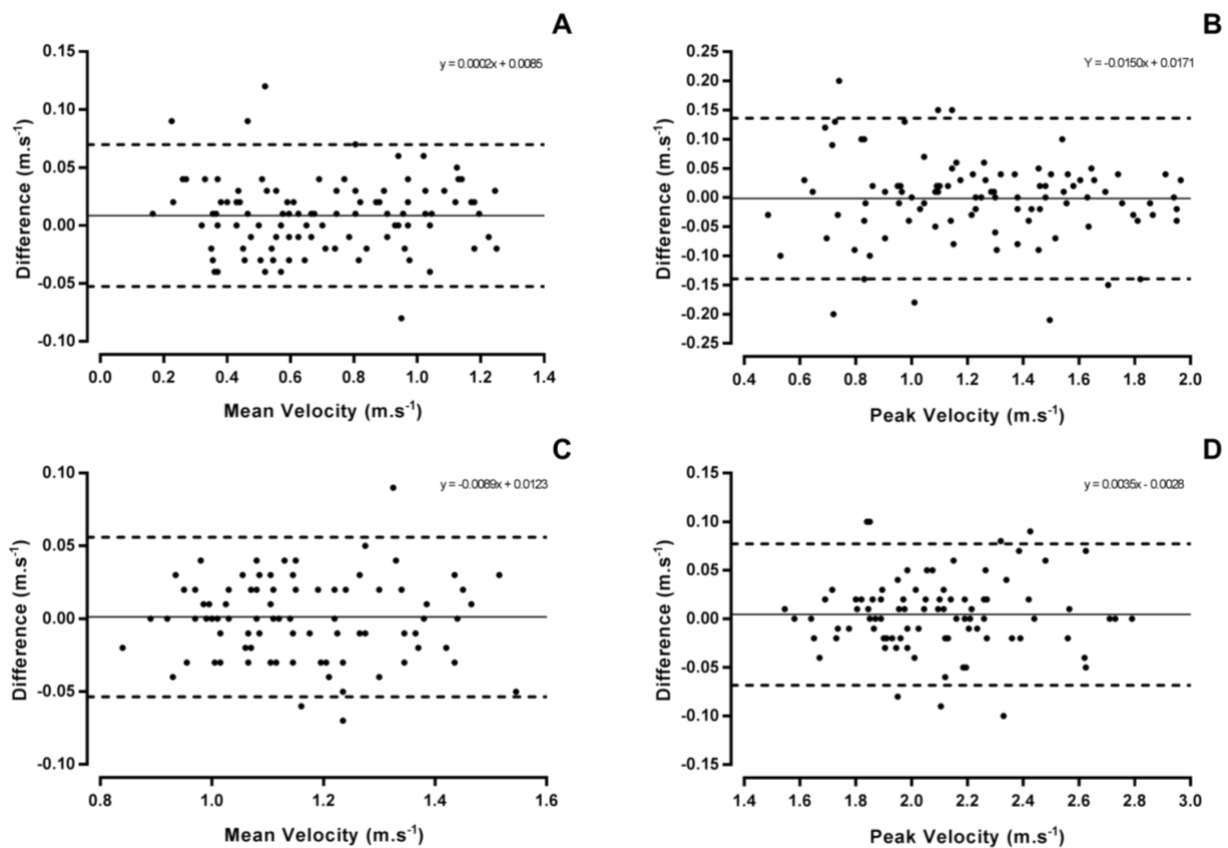 A
0.15
0.10
0.05
0.00
-0.05
-0.10
Difference (m.s-1)
y = 0.0002x + 0.0085
0.0 0.2 0.4 0.6 0.8 1.0 1.2 1.4
Mean Velocity (m.s-1)
B
0.25
0.20
0.15
0.10
0.05
0.00
-0.05
-0.10
-0.15
-0.20
-0.25
Difference (m.s-1)
Y = -0.0150x + 0.0171
0.4 0.6 0.8 1.0 1.2 1.4 1.6 1.8 2.0
Peak Velocity (m.s-1)
C
0.10
0.05
0.00
-0.05
-0.10
Difference (m.s-1)
y = -0.0089x + 0.0123
0.8 1.0 1.2 1.4 1.6
Mean Velocity (m.s-1)
D
0.15
0.10
0.05
0.00
-0.05
-0.10
-0.15
Difference (m.s-1)
y = 0.0035x - 0.0028
1.4 1.6 1.8 2.0 2.2 2.4 2.6 2.8 3.0
Peak Velocity (m.s-1)